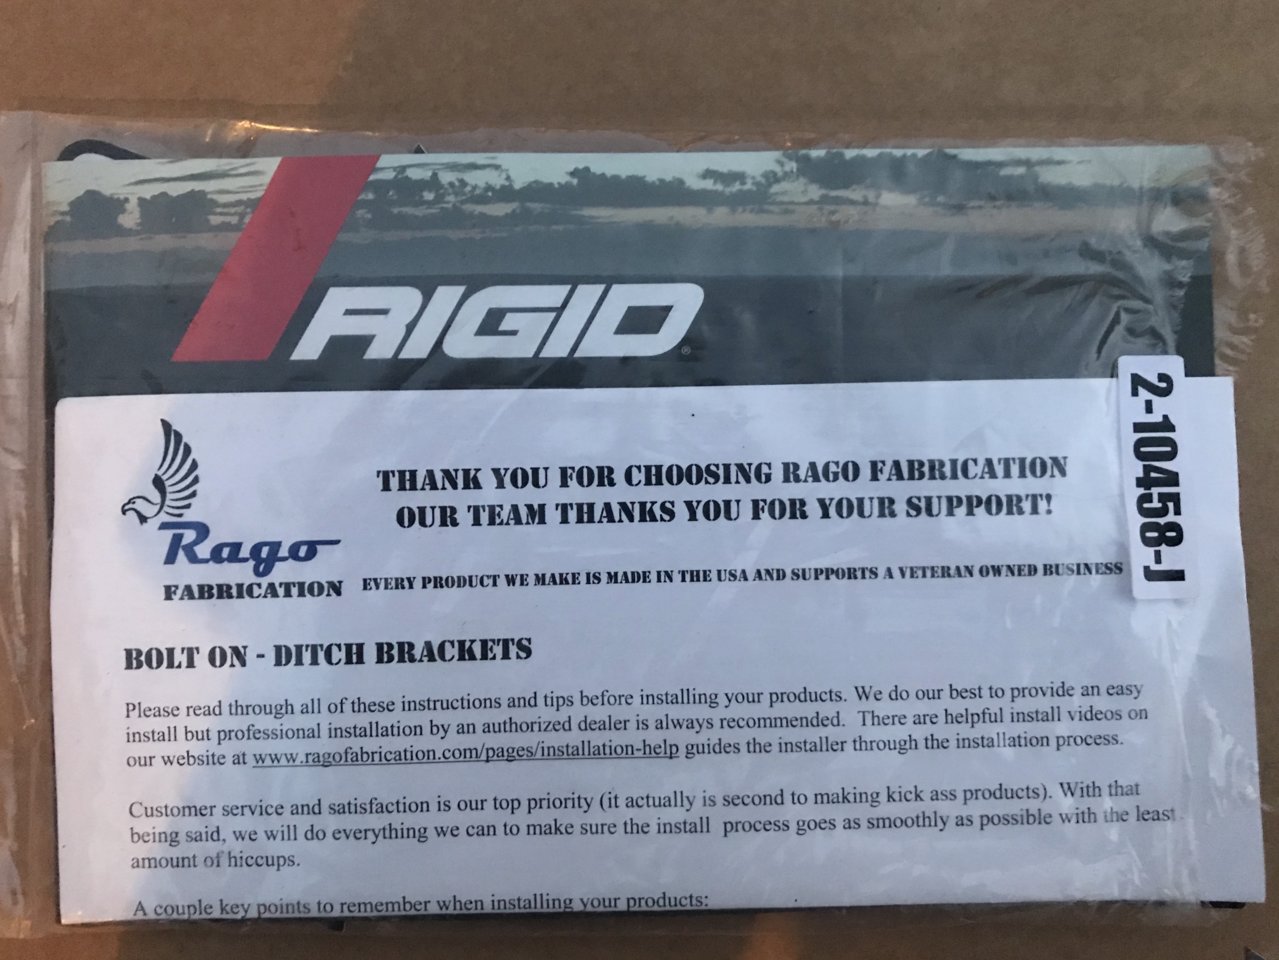 RIGID®
2-10458-J
Rago
FABRICATION
THANK YOU FOR CHOOSING RAGO FABRICATION
OUR TEAM THANKS YOU FOR YOUR SUPPORT!
EVERY PRODUCT WE MAKE IS MADE IN THE USA AND SUPPORTS A VETERAN OWNED BUSINESS
BOLT ON - DITCH BRACKETS
Please read through all of these instructions and tips before installing your products. We do our best to provide an easy
install but professional installation by an authorized dealer is always recommended. There are helpful install videos on
our website at www.ragofabrication.com/pages/installation-help guides the installer through the installation process.
Customer service and satisfaction is our top priority (it actually is second to making kick ass products). With that
being said, we will do everything we can to make sure the install process goes as smoothly as possible with the least
amount of hiccups.
A couple key points to remember when installing your products: